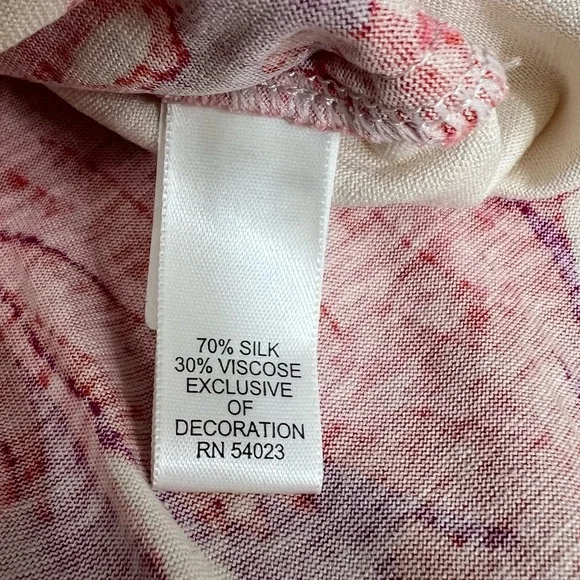 70% SILK
30% VISCOSE
EXCLUSIVE
OF
DECORATION
RN 54023